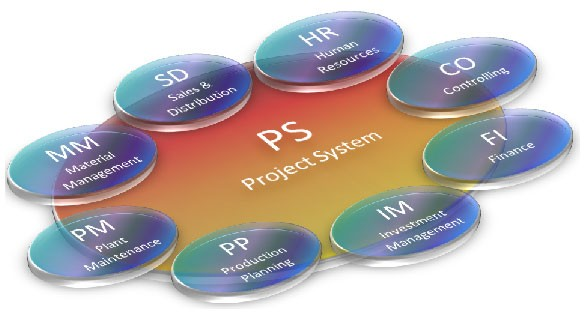 HR
Human
Resources
SD
Sales &
Distribution
CO
Controlling
MM
Material
Management
PS
Project System
FI
Finance
PM
Plant
Maintenance
PP
Production
Planning
IM
Investment
Management